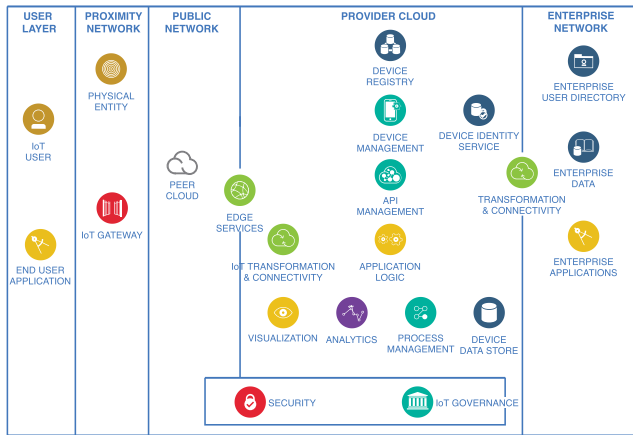 USER
LAYER
PROXIMITY
NETWORK
PUBLIC
NETWORK
PROVIDER CLOUD
ENTERPRISE
NETWORK
DEVICE
REGISTRY
ENTERPRISE
USER DIRECTORY
PHYSICAL
ENTITY
IoT
USER
DEVICE
MANAGEMENT
DEVICE IDENTITY
SERVICE
ENTERPRISE
DATA
PEER
CLOUD
API
MANAGEMENT
TRANSFORMATION
& CONNECTIVITY
EDGE
SERVICES
IoT GATEWAY
END USER
APPLICATION
IoT TRANSFORMATION
& CONNECTIVITY
APPLICATION
LOGIC
ENTERPRISE
APPLICATIONS
VISUALIZATION
ANALYTICS
PROCESS
MANAGEMENT
DEVICE
DATA STORE
SECURITY
IoT GOVERNANCE